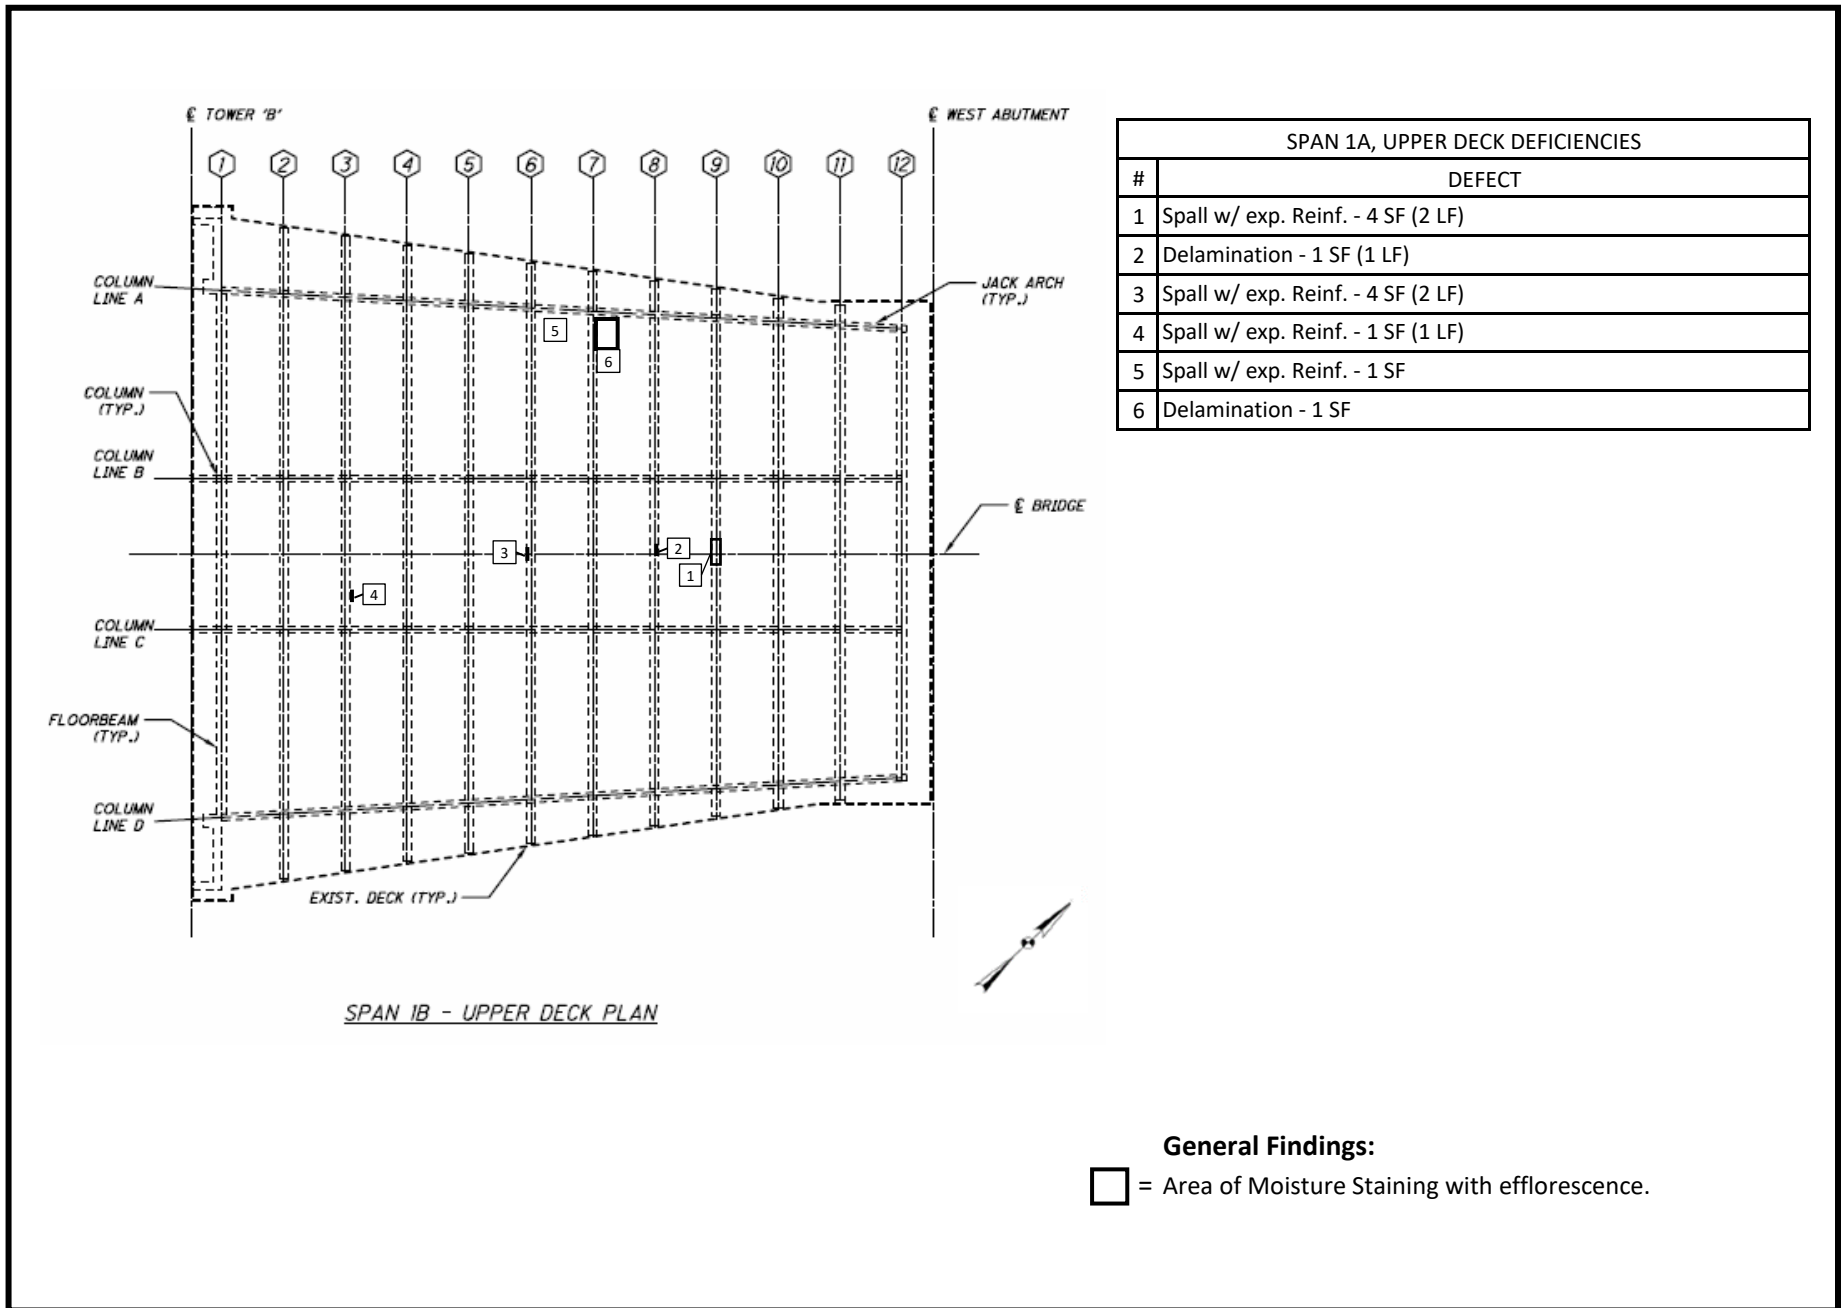 ℄ TOWER 'B'
℄ WEST ABUTMENT
1 2 3 4 5 6 7 8 9 10 11 12
COLUMN
LINE A
JACK ARCH
(TYP.)
5
6
COLUMN
(TYP.)
COLUMN
LINE B
℄ BRIDGE
3
2
1
4
COLUMN
LINE C
FLOORBEAM
(TYP.)
COLUMN
LINE D
EXIST. DECK (TYP.)
SPAN 1B - UPPER DECK PLAN
SPAN 1A, UPPER DECK DEFICIENCIES
# DEFECT
1 Spall w/ exp. Reinf. - 4 SF (2 LF)
2 Delamination - 1 SF (1 LF)
3 Spall w/ exp. Reinf. - 4 SF (2 LF)
4 Spall w/ exp. Reinf. - 1 SF (1 LF)
5 Spall w/ exp. Reinf. - 1 SF
6 Delamination - 1 SF
General Findings:
= Area of Moisture Staining with efflorescence.